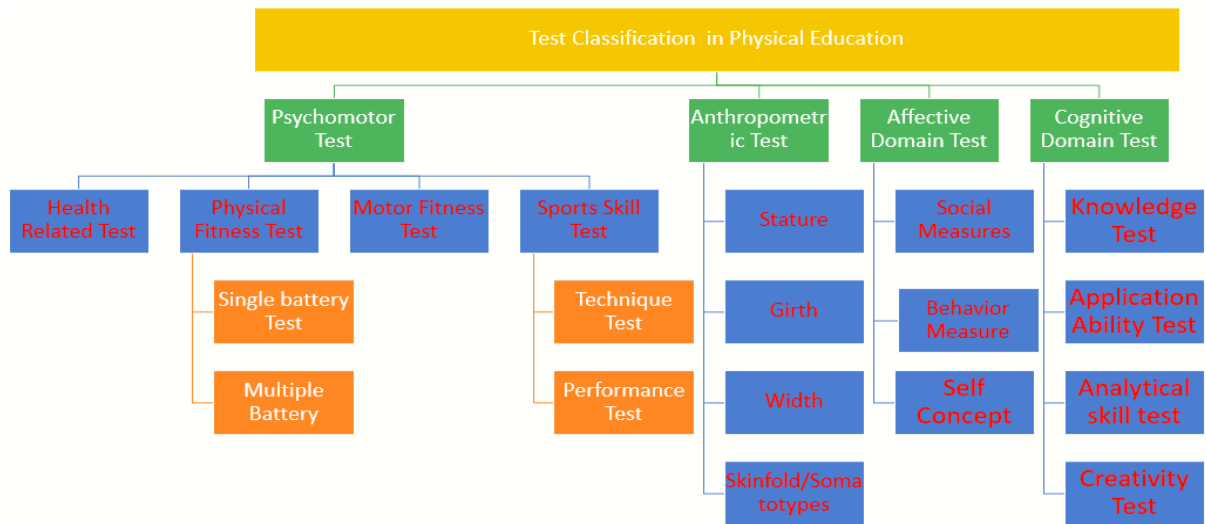 Test Classification in Physical Education
Psychomotor
Test
Anthropometr
ic Test
Affective
Domain Test
Cognitive
Domain Test
Health
Related Test
Physical
Fitness Test
Motor Fitness
Test
Sports Skill
Test
Single battery
Test
Multiple
Battery
Technique
Test
Performance
Test
Stature
Girth
Width
Skinfold/Soma
totypes
Social
Measures
Behavior
Measure
Self
Concept
Knowledge
Test
Application
Ability Test
Analytical
skill test
Creativity
Test